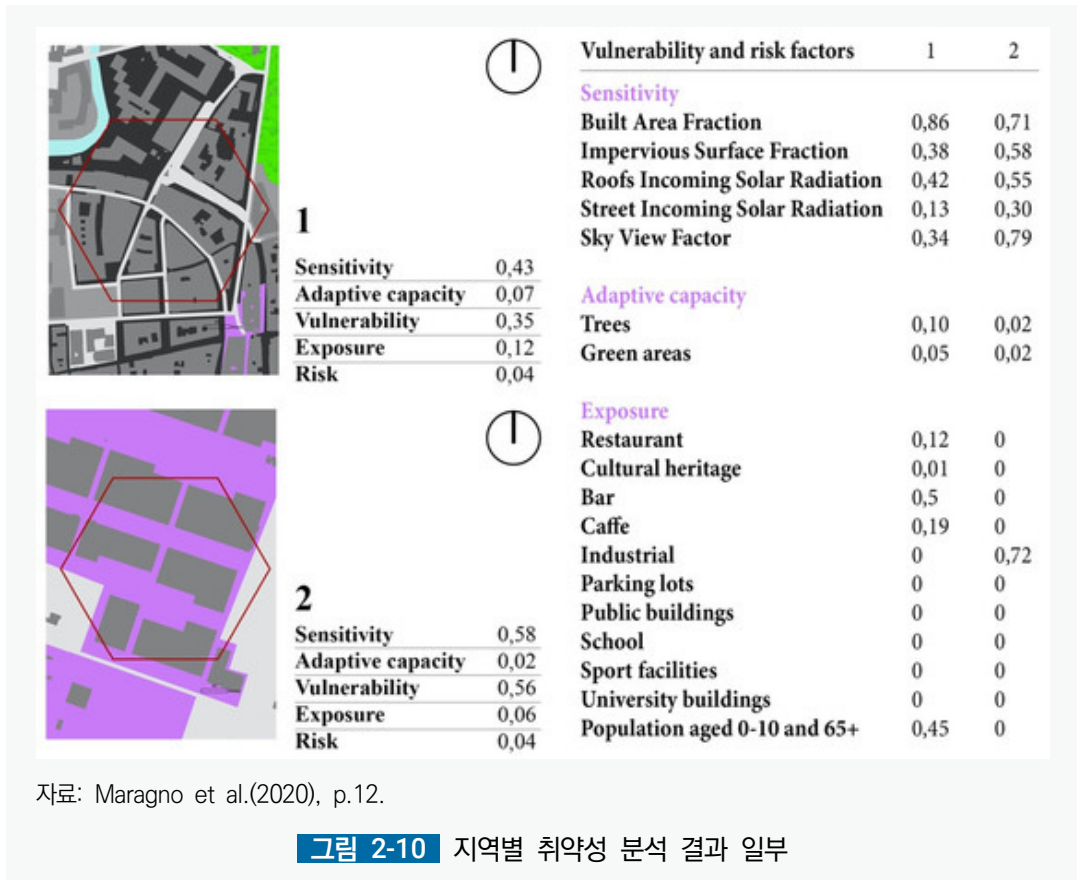 1
Sensitivity 0,43
Adaptive capacity 0,07
Vulnerability 0,35
Exposure 0,12
Risk 0,04
2
Sensitivity 0,58
Adaptive capacity 0,02
Vulnerability 0,56
Exposure 0,06
Risk 0,04
Vulnerability and risk factors 1 2
Sensitivity
Built Area Fraction 0,86 0,71
Impervious Surface Fraction 0,38 0,58
Roofs Incoming Solar Radiation 0,42 0,55
Street Incoming Solar Radiation 0,13 0,30
Sky View Factor 0,34 0,79
Adaptive capacity
Trees 0,10 0,02
Green areas 0,05 0,02
Exposure
Restaurant 0,12 0
Cultural heritage 0,01 0
Bar 0,5 0
Caffe 0,19 0
Industrial 0 0,72
Parking lots 0 0
Public buildings 0 0
School 0 0
Sport facilities 0 0
University buildings 0 0
Population aged 0-10 and 65+ 0,45 0
자료: Maragno et al.(2020), p.12.
그림 2-10 지역별 취약성 분석 결과 일부